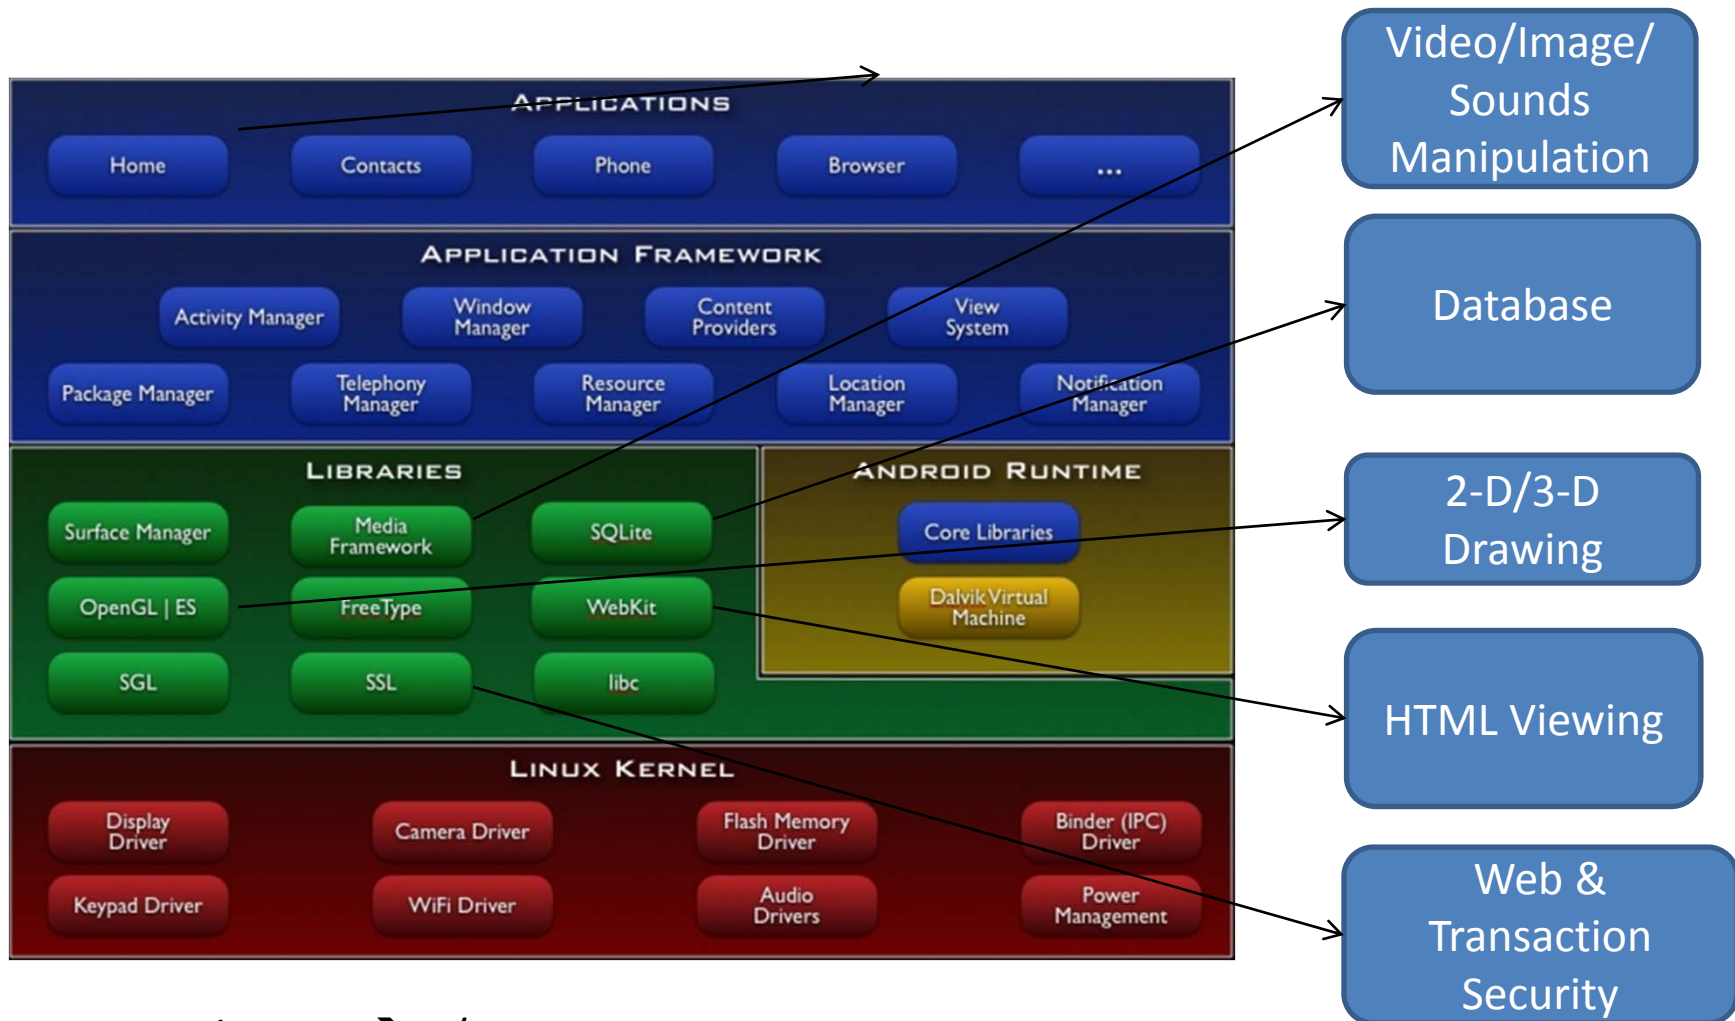 APPLICATIONS
Home
Contacts
Phone
Browser
...
APPLICATION FRAMEWORK
Activity Manager
Window
Manager
Content
Providers
View
System
Package Manager
Telephony
Manager
Resource
Manager
Location
Manager
Notification
Manager
LIBRARIES
Surface Manager
Media
Framework
SQLite
OpenGL | ES
FreeType
WebKit
SGL
SSL
libc
ANDROID RUNTIME
Core Libraries
Dalvik Virtual
Machine
LINUX KERNEL
Display
Driver
Camera Driver
Flash Memory
Driver
Binder (IPC)
Driver
Keypad Driver
WiFi Driver
Audio
Drivers
Power
Management
Video/Image/
Sounds
Manipulation
Database
2-D/3-D
Drawing
HTML Viewing
Web &
Transaction
Security